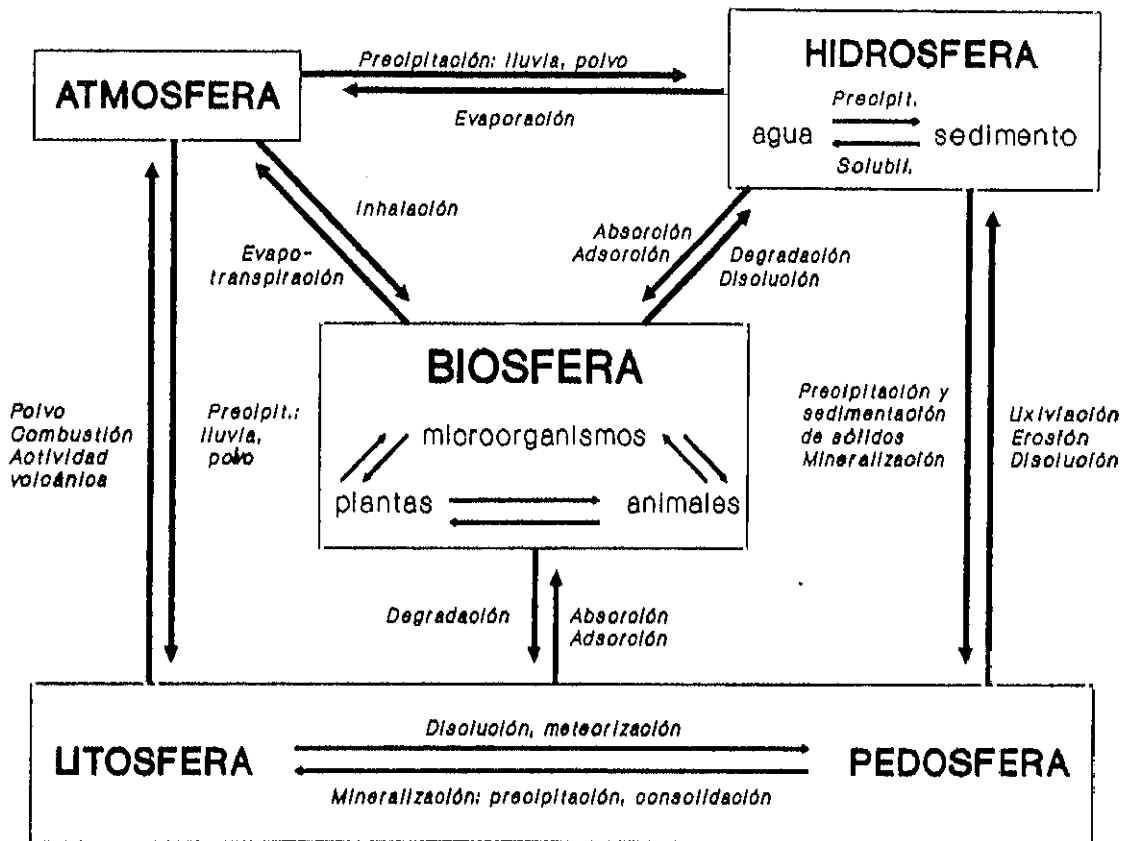 ATMOSFERA
Precipitación: lluvia, polvo
Evaporación
HIDROSFERA
Precipit.
agua
sedimento
Solubil.
Inhalación
Evapo-
transpiración
Absorción
Adsorción
Degradación
Disolución
BIOSFERA
microorganismos
plantas
animales
Polvo
Combustión
Actividad
volcánica
Precipit.:
lluvia,
polvo
Precipitación y
sedimentación
de sólidos
Mineralización
Lixiviación
Erosión
Disolución
Degradación
Absorción
Adsorción
LITOSFERA
Disolución, meteorización
PEDOSFERA
Mineralización: precipitación, consolidación